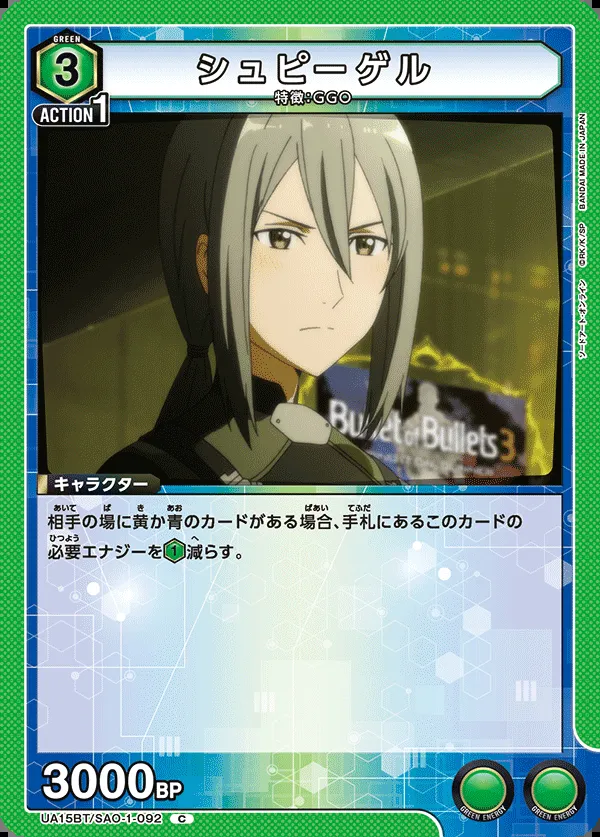 GREEN
3
ACTION 1
シュピーゲル
特徴:GGO
ソードアート・オンライン ©RK/K/SP BANDAI MADE IN JAPAN
Bullet of Bullets 3
キャラクター
相手の場に黄か青のカードがある場合、手札にあるこのカードの
必要エナジーを1減らす。
3000BP
UA15BT/SAO-1-092 C
GREEN ENERGY
GREEN ENERGY